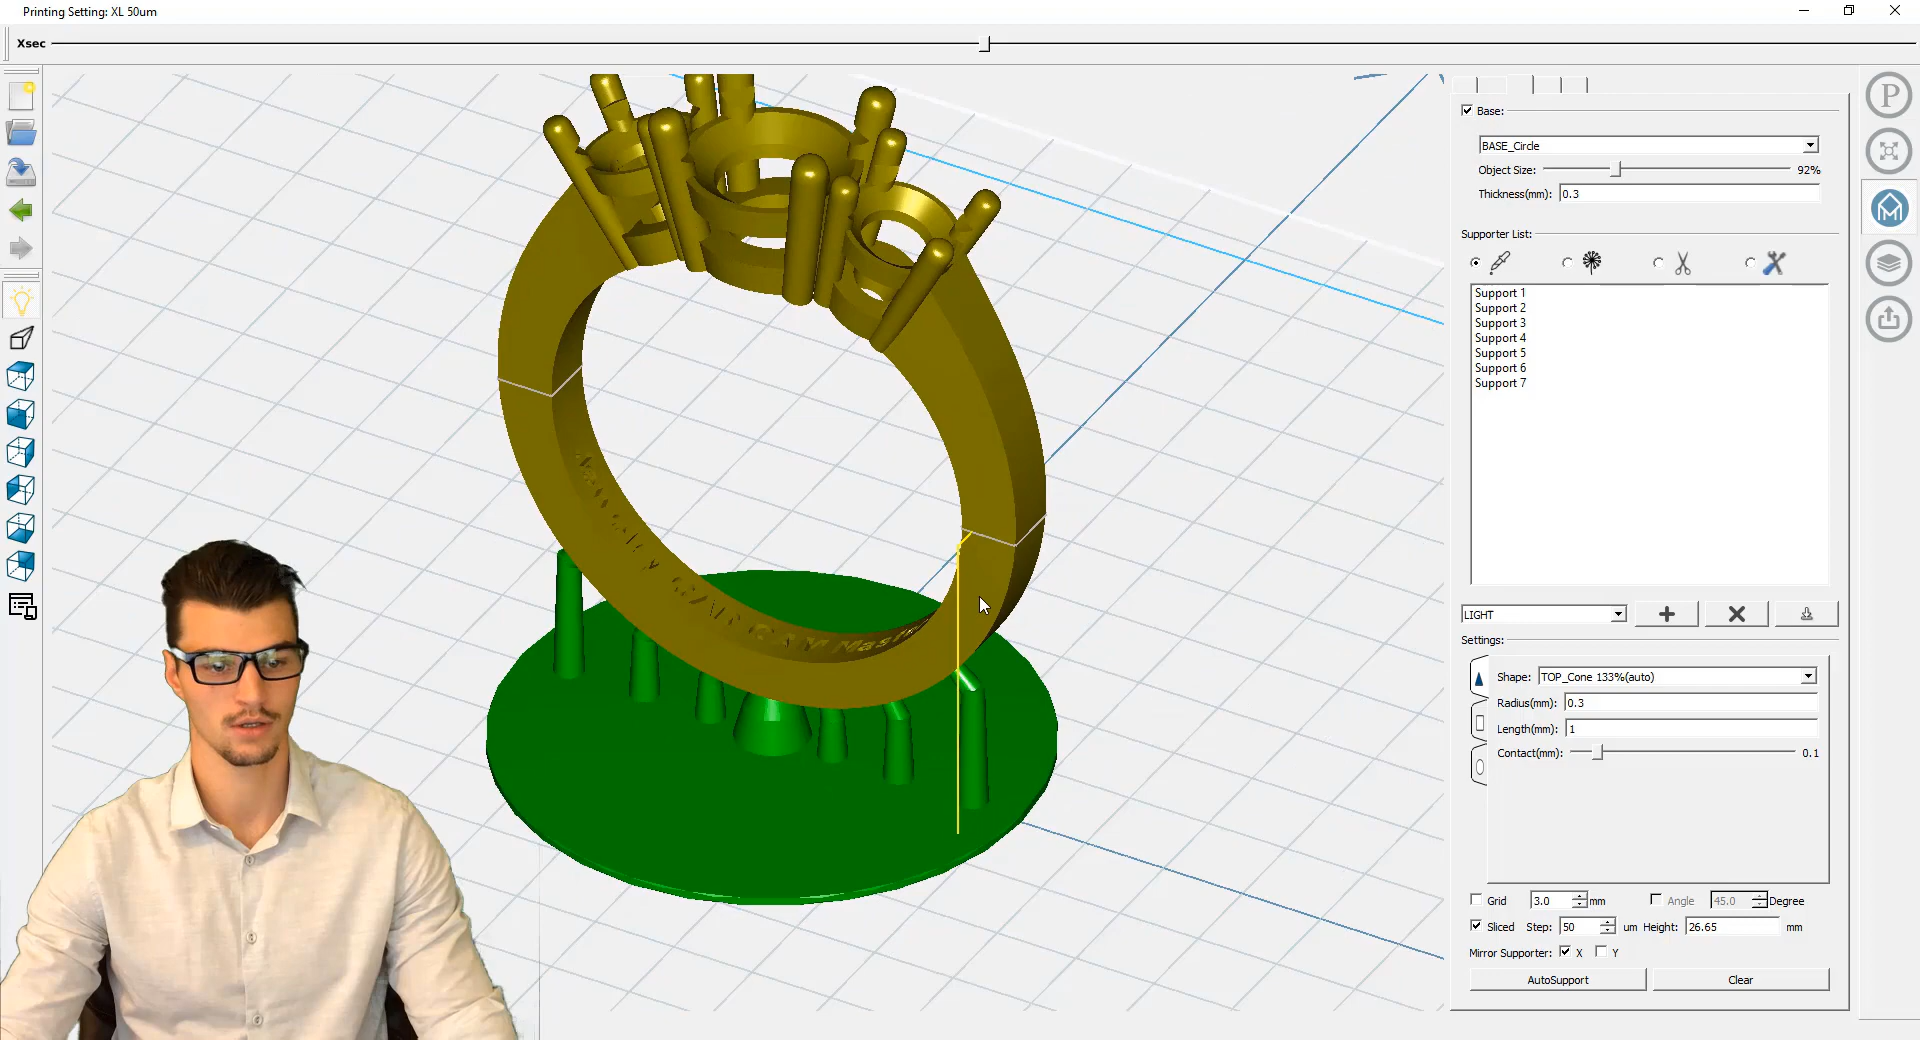 Printing Setting: XL 50um
Xsec
P
Base:
BASE_Circle
Object Size: 92%
Thickness(mm): 0.3
Supporter List:
Support 1
Support 2
Support 3
Support 4
Support 5
Support 6
Support 7
LIGHT
Settings:
Shape: TOP_Cone 133%(auto)
Radius(mm): 0.3
Length(mm): 1
Contact(mm): 0.1
Grid 3.0 mm Angle 45.0 Degree
Sliced Step: 50 um Height: 26.65 mm
Mirror Supporter: X Y
AutoSupport Clear